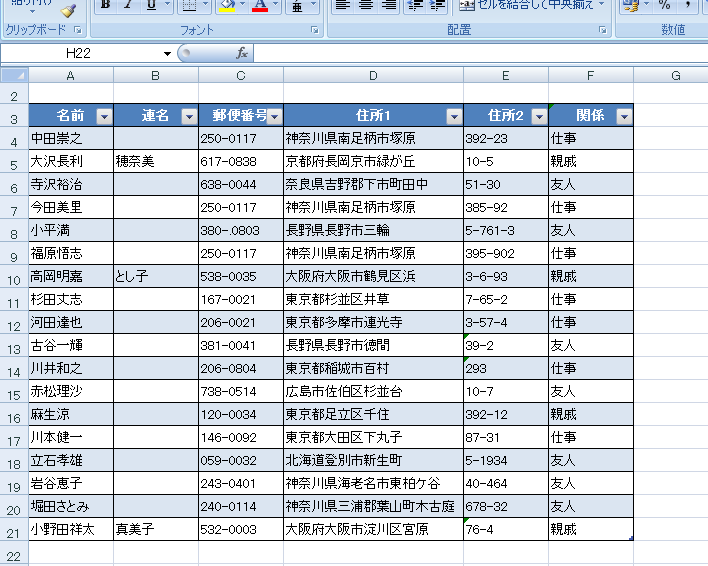 貼り付け B I U A 亜 セルを結合して中央揃え % ,
クリップボード フォント 配置 数値
H22 fx
A B C D E F G
2
3 名前 連名 郵便番号 住所1 住所2 関係
4 中田崇之 250-0117 神奈川県南足柄市塚原 392-23 仕事
5 大沢長利 穂奈美 617-0838 京都府長岡京市緑が丘 10-5 親戚
6 寺沢裕治 638-0044 奈良県吉野郡下市町田中 51-30 友人
7 今田美里 250-0117 神奈川県南足柄市塚原 385-92 仕事
8 小平満 380-.0803 長野県長野市三輪 5-761-3 友人
9 福原悟志 250-0117 神奈川県南足柄市塚原 395-902 仕事
10 高岡明嘉 とし子 538-0035 大阪府大阪市鶴見区浜 3-6-93 親戚
11 杉田丈志 167-0021 東京都杉並区井草 7-65-2 仕事
12 河田達也 206-0021 東京都多摩市連光寺 3-57-4 仕事
13 古谷一輝 381-0041 長野県長野市徳間 39-2 友人
14 川井和之 206-0804 東京都稲城市百村 293 仕事
15 赤松理沙 738-0514 広島市佐伯区杉並台 10-7 友人
16 麻生涼 120-0034 東京都足立区千住 392-12 親戚
17 川本健一 146-0092 東京都大田区下丸子 87-31 仕事
18 立石孝雄 059-0032 北海道登別市新生町 5-1934 友人
19 岩谷恵子 243-0401 神奈川県海老名市東柏ケ谷 40-464 友人
20 堀田さとみ 240-0114 神奈川県三浦郡葉山町木古庭 678-32 友人
21 小野田祥太 真美子 532-0003 大阪府大阪市淀川区宮原 76-4 親戚
22